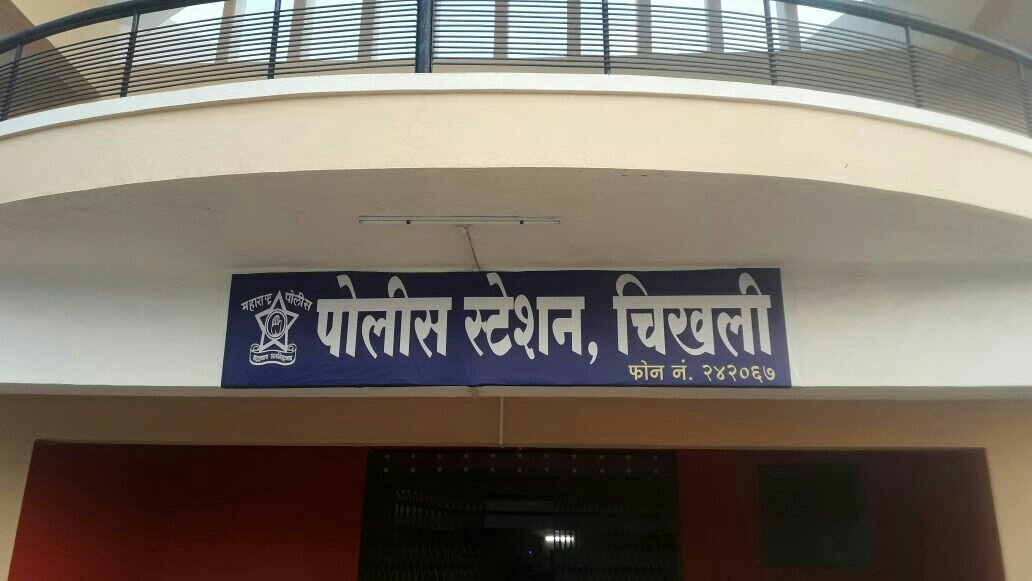 महाराष्ट्र पोलीस
पोलीस स्टेशन, चिखली
फोन नं. २४२०६७